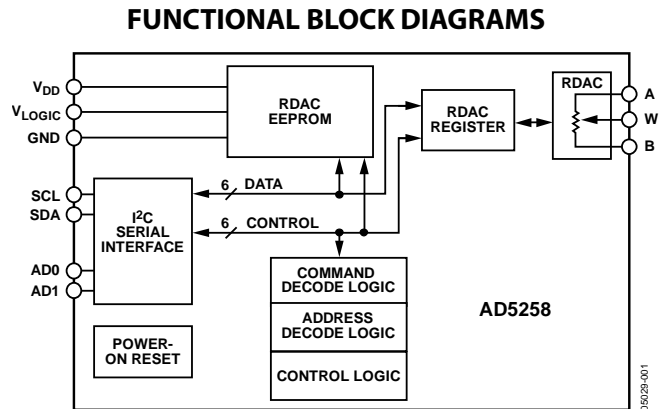 FUNCTIONAL BLOCK DIAGRAMS
VDD
VLOGIC
GND
SCL
SDA
AD0
AD1
RDAC
EEPROM
RDAC
REGISTER
RDAC
A
W
B
I2C
SERIAL
INTERFACE
6 DATA
6 CONTROL
COMMAND
DECODE LOGIC
ADDRESS
DECODE LOGIC
CONTROL LOGIC
POWER-
ON RESET
AD5258
05029-001